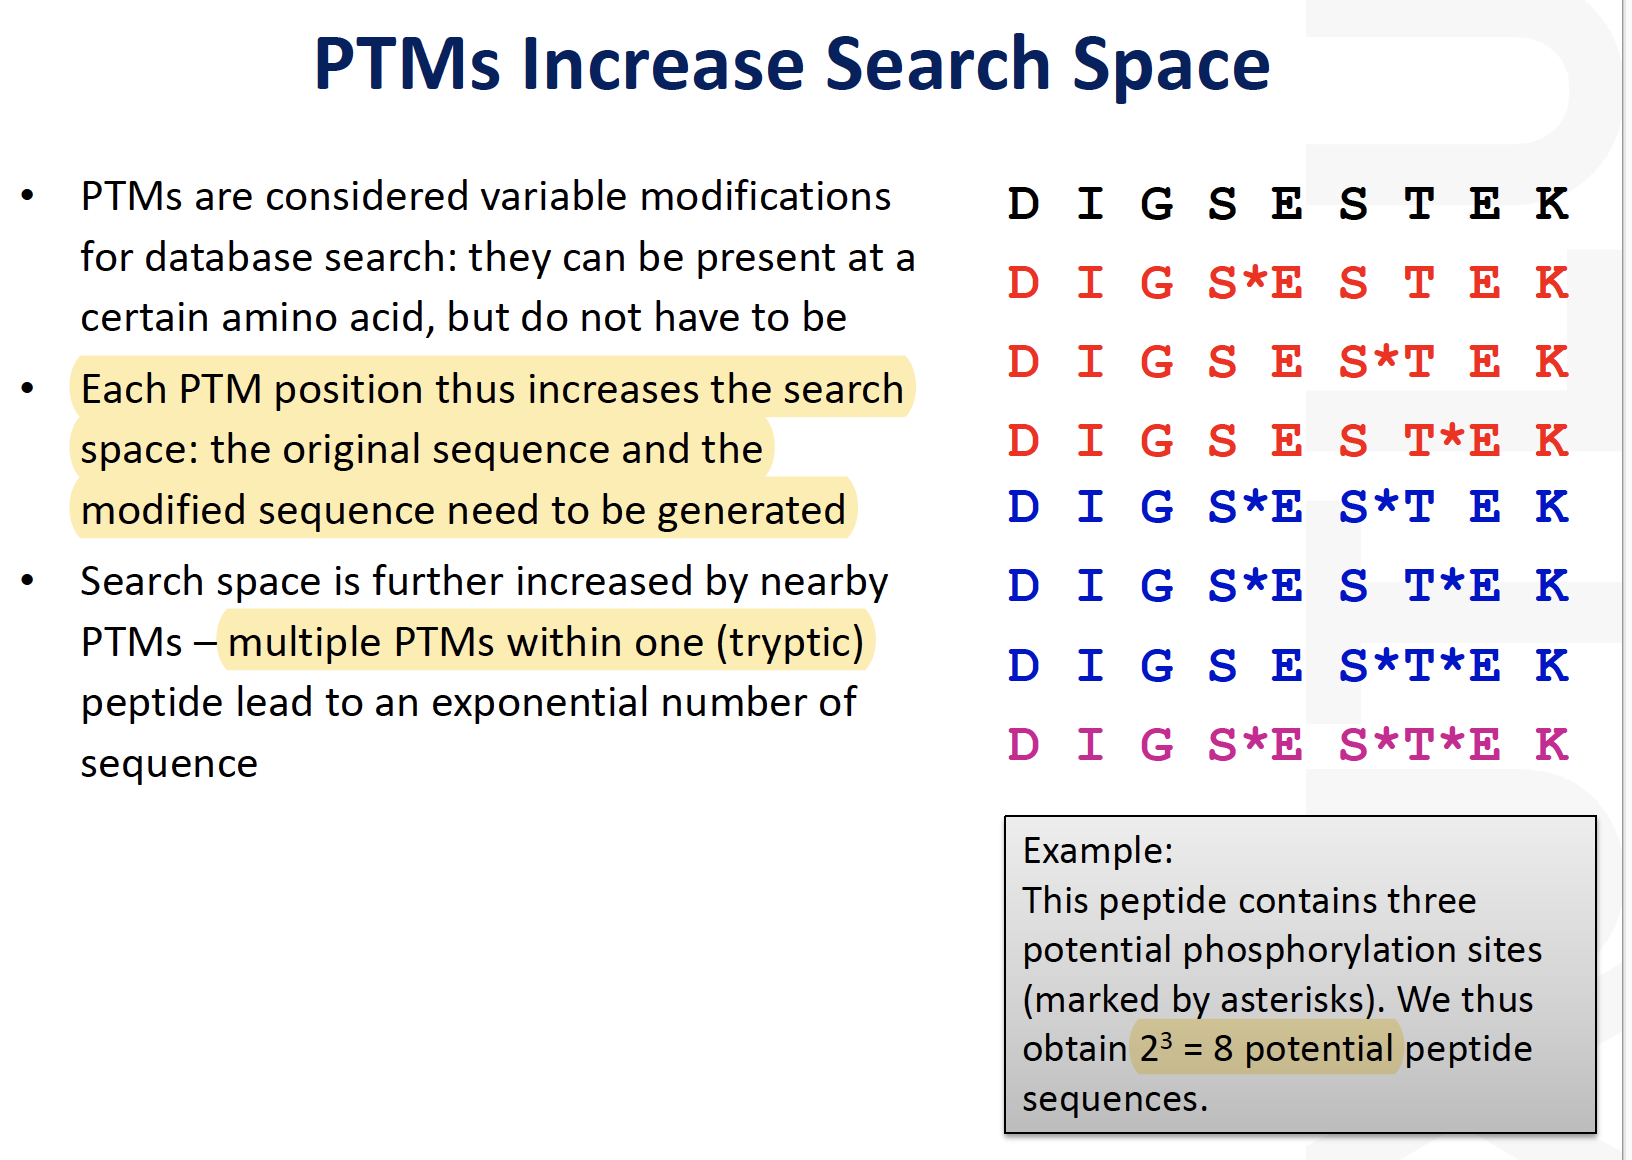 PTMs Increase Search Space
• PTMs are considered variable modifications
for database search: they can be present at a
certain amino acid, but do not have to be
• Each PTM position thus increases the search
space: the original sequence and the
modified sequence need to be generated
• Search space is further increased by nearby
PTMs – multiple PTMs within one (tryptic)
peptide lead to an exponential number of
sequence
D I G S E S T E K
D I G S*E S T E K
D I G S E S*T E K
D I G S E S T*E K
D I G S*E S*T E K
D I G S*E S T*E K
D I G S E S*T*E K
D I G S*E S*T*E K
Example:
This peptide contains three
potential phosphorylation sites
(marked by asterisks). We thus
obtain 2³ = 8 potential peptide
sequences.